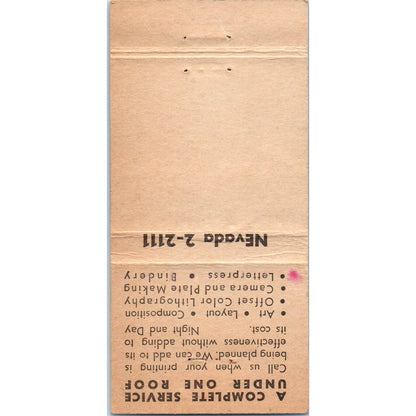 A COMPLETE SERVICE
UNDER ONE ROOF
Call us when your printing is
being planned. We can add to its
effectiveness without adding to
its cost. Night and Day
• Art • Layout • Composition
• Offset Color Lithography
• Camera and Plate Making
• Letterpress • Bindery
NEvada 2-2111